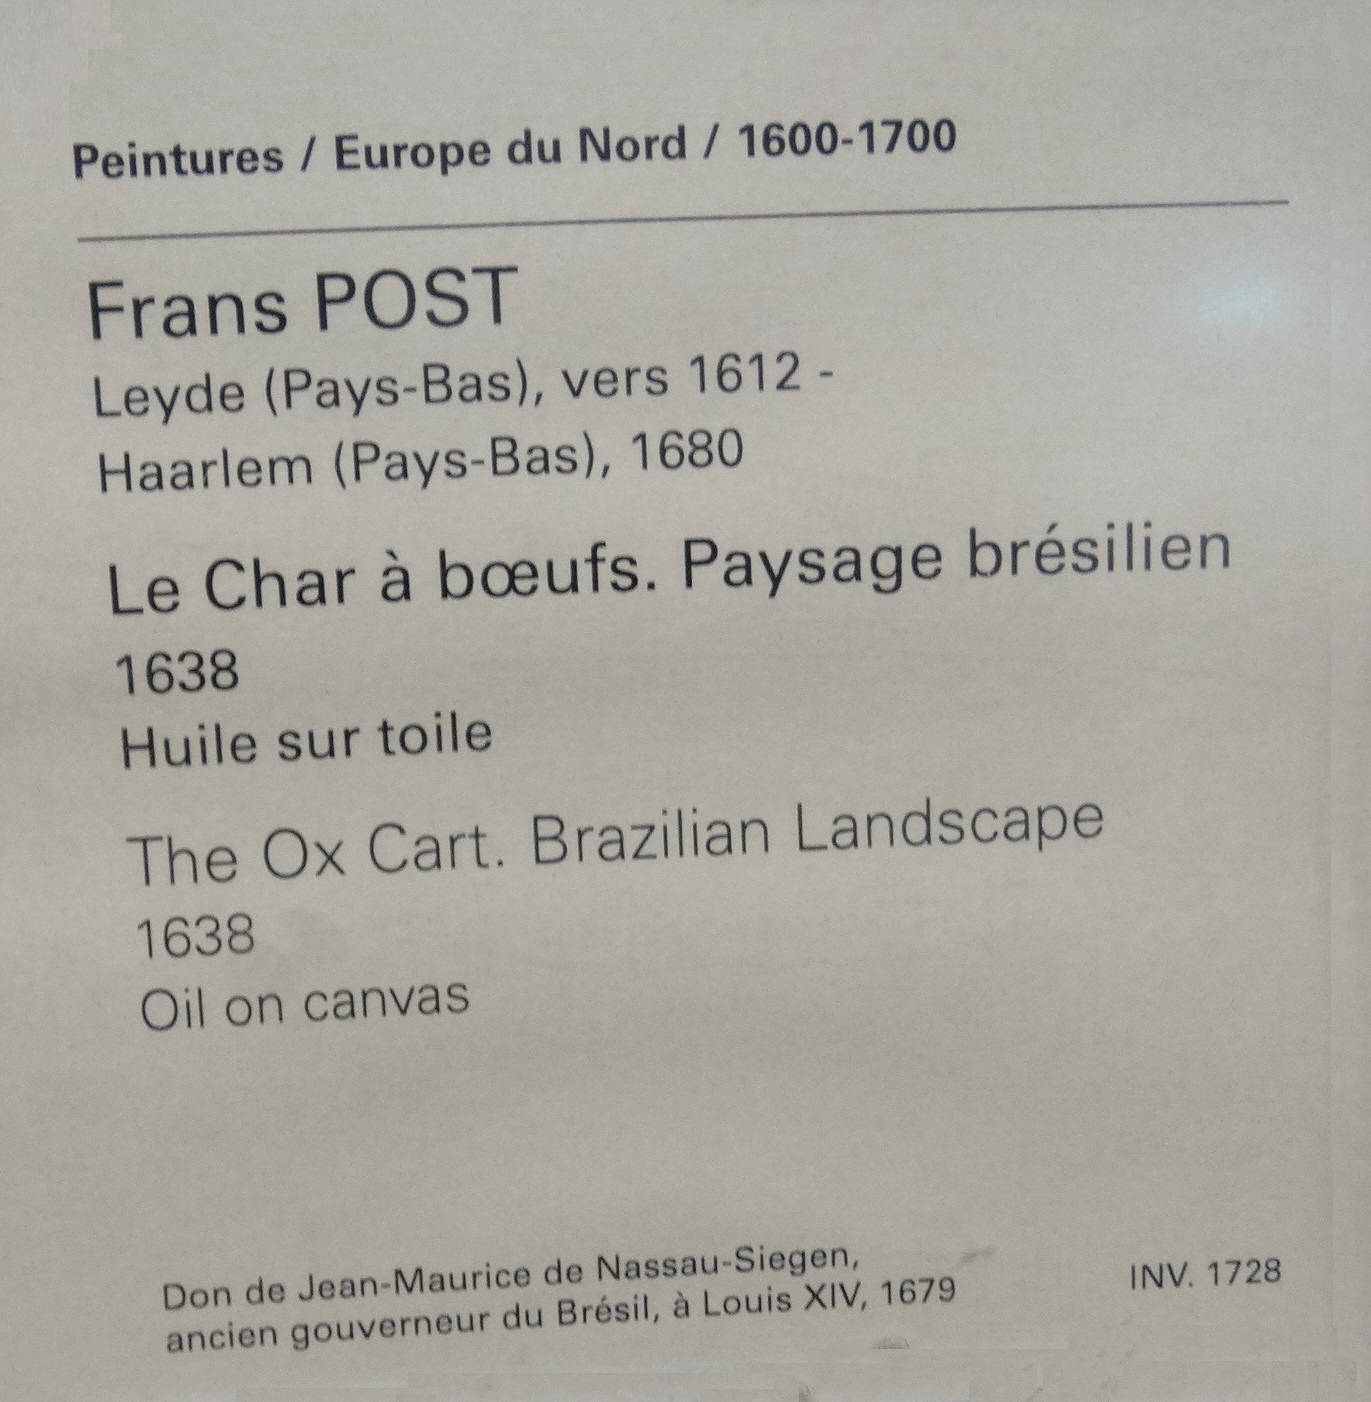 Peintures / Europe du Nord / 1600-1700
Frans POST
Leyde (Pays-Bas), vers 1612 -
Haarlem (Pays-Bas), 1680
Le Char à bœufs. Paysage brésilien
1638
Huile sur toile
The Ox Cart. Brazilian Landscape
1638
Oil on canvas
Don de Jean-Maurice de Nassau-Siegen,
ancien gouverneur du Brésil, à Louis XIV, 1679
INV. 1728